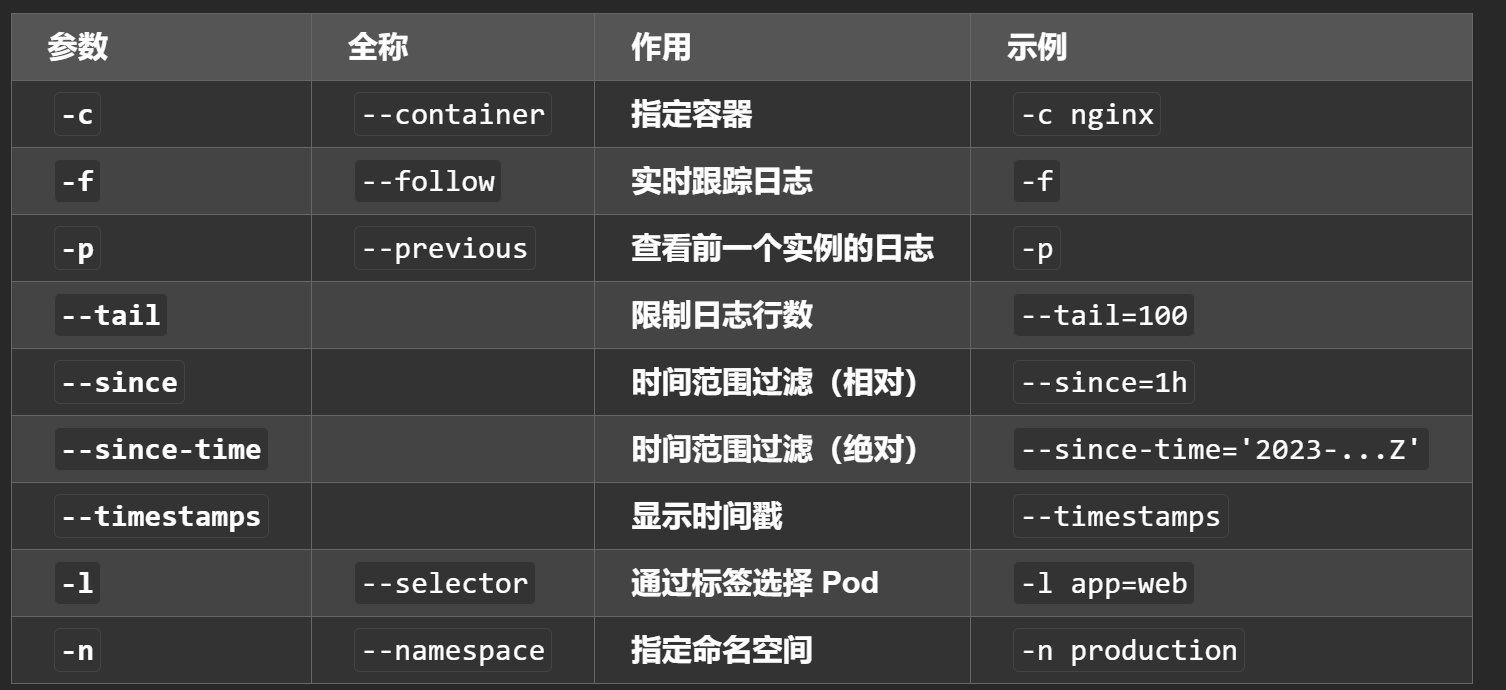 参数 全称 作用 示例
-c --container 指定容器 -c nginx
-f --follow 实时跟踪日志 -f
-p --previous 查看前一个实例的日志 -p
--tail 限制日志行数 --tail=100
--since 时间范围过滤（相对） --since=1h
--since-time 时间范围过滤（绝对） --since-time='2023-...Z'
--timestamps 显示时间戳 --timestamps
-l --selector 通过标签选择 Pod -l app=web
-n --namespace 指定命名空间 -n production